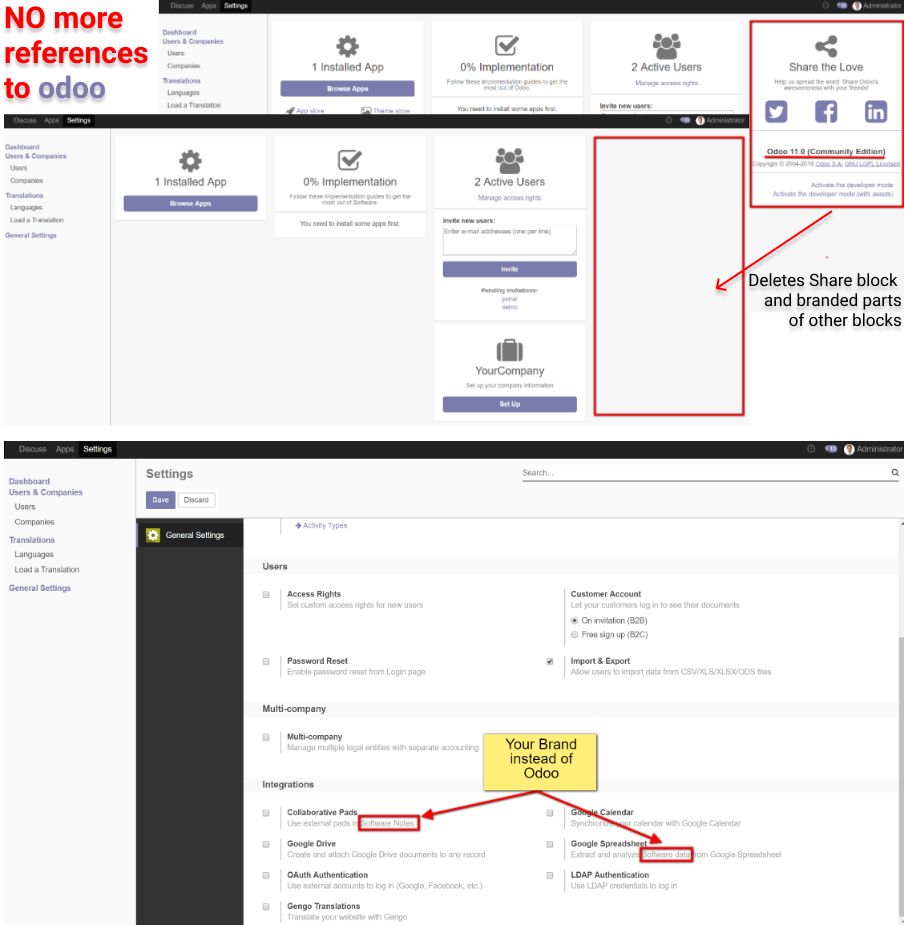 NO more
references
to odoo
Discuss Apps Settings
Administrator
Dashboard
Users & Companies
Users
Companies
Translations
Languages
Load a Translation
1 Installed App
Browse Apps
App store
Theme store
0% Implementation
Follow these implementation guides to get the
most out of Odoo.
You need to install some apps first.
2 Active Users
Manage access rights
Invite new users:
Share the Love
Help us spread the word: Share Odoo's
awesomeness with your friends!
Odoo 11.0 (Community Edition)
Copyright © 2004-2016 Odoo S.A. GNU LGPL Licensed
Activate the developer mode
Activate the developer mode (with assets)
Discuss Apps Settings
Administrator
Dashboard
Users & Companies
Users
Companies
Translations
Languages
Load a Translation
General Settings
1 Installed App
Browse Apps
0% Implementation
Follow these implementation guides to get the
most out of Software.
You need to install some apps first.
2 Active Users
Manage access rights
Invite new users:
Enter e-mail addresses (one per line)
Invite
Pending invitations:
portal
demo
YourCompany
Set up your company information
Set Up
Deletes Share block
and branded parts
of other blocks
Discuss Apps Settings
10 Administrator
Dashboard
Users & Companies
Users
Companies
Translations
Languages
Load a Translation
General Settings
Settings
Search...
Save Discard
General Settings
Activity Types
Users
Access Rights
Set custom access rights for new users
Customer Account
Let your customers log in to see their documents
On invitation (B2B)
Free sign up (B2C)
Password Reset
Enable password reset from Login page
Import & Export
Allow users to import data from CSV/XLS/XLSX/ODS files
Multi-company
Multi-company
Manage multiple legal entities with separate accounting
Your Brand
instead of
Odoo
Integrations
Collaborative Pads
Use external pads in Software Notes
Google Calendar
Synchronize your calendar with Google Calendar
Google Drive
Create and attach Google Drive documents to any record
Google Spreadsheet
Extract and analyze Software data from Google Spreadsheet
OAuth Authentication
Use external accounts to log in (Google, Facebook, etc.)
LDAP Authentication
Use LDAP credentials to log in
Gengo Translations
Translate your website with Gengo